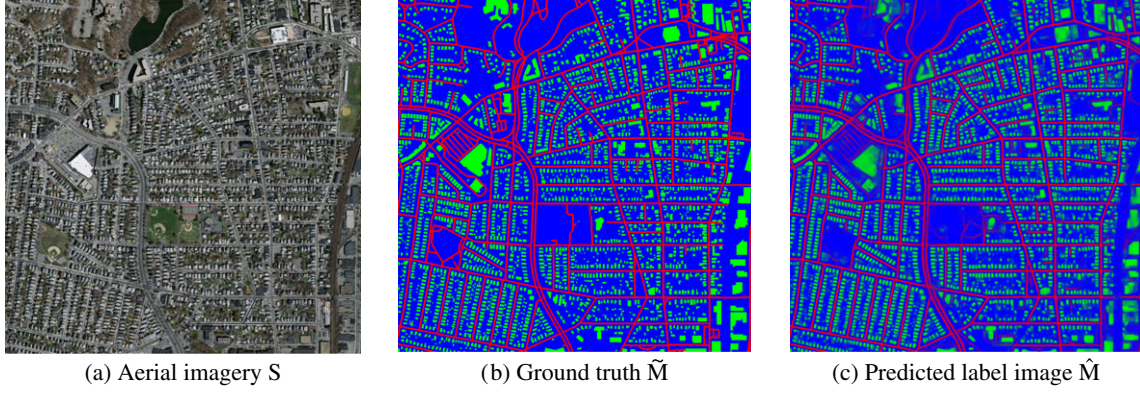 (a) Aerial imagery S
(b) Ground truth M̃
(c) Predicted label image M̂